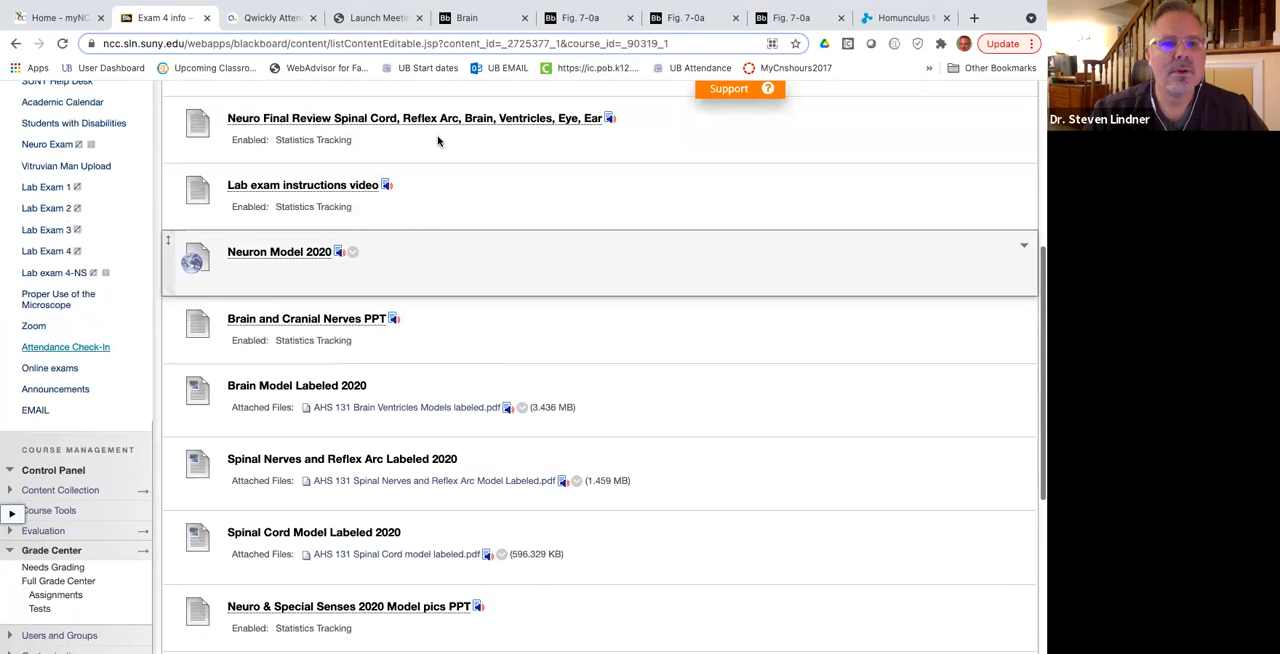 Home - myNC
Exam 4 info –
Qwickly Atten
Launch Meetin
Bb Brain
Bb Fig. 7-0a
Bb Fig. 7-0a
Bb Fig. 7-0a
Homunculus M
ncc.sln.suny.edu/webapps/blackboard/content/listContentEditable.jsp?content_id=_2725377_1&course_id=_90319_1
Update
Apps
User Dashboard
Upcoming Classro...
WebAdvisor for Fa...
UB Start dates
UB EMAIL
https://ic.pob.k12....
UB Attendance
MyCnshours2017
»
Other Bookmarks
Support ?
SUNY Help Desk
Academic Calendar
Students with Disabilities
Neuro Exam
Vitruvian Man Upload
Lab Exam 1
Lab Exam 2
Lab Exam 3
Lab Exam 4
Lab exam 4-NS
Proper Use of the
Microscope
Zoom
Attendance Check-In
Online exams
Announcements
EMAIL
COURSE MANAGEMENT
Control Panel
Content Collection
Course Tools
Evaluation
Grade Center
Needs Grading
Full Grade Center
Assignments
Tests
Users and Groups
Neuro Final Review Spinal Cord, Reflex Arc, Brain, Ventricles, Eye, Ear
Enabled: Statistics Tracking
Lab exam instructions video
Enabled: Statistics Tracking
Neuron Model 2020
Brain and Cranial Nerves PPT
Enabled: Statistics Tracking
Brain Model Labeled 2020
Attached Files: AHS 131 Brain Ventricles Models labeled.pdf (3.436 MB)
Spinal Nerves and Reflex Arc Labeled 2020
Attached Files: AHS 131 Spinal Nerves and Reflex Arc Model Labeled.pdf (1.459 MB)
Spinal Cord Model Labeled 2020
Attached Files: AHS 131 Spinal Cord model labeled.pdf (596.329 KB)
Neuro & Special Senses 2020 Model pics PPT
Enabled: Statistics Tracking
Dr. Steven Lindner